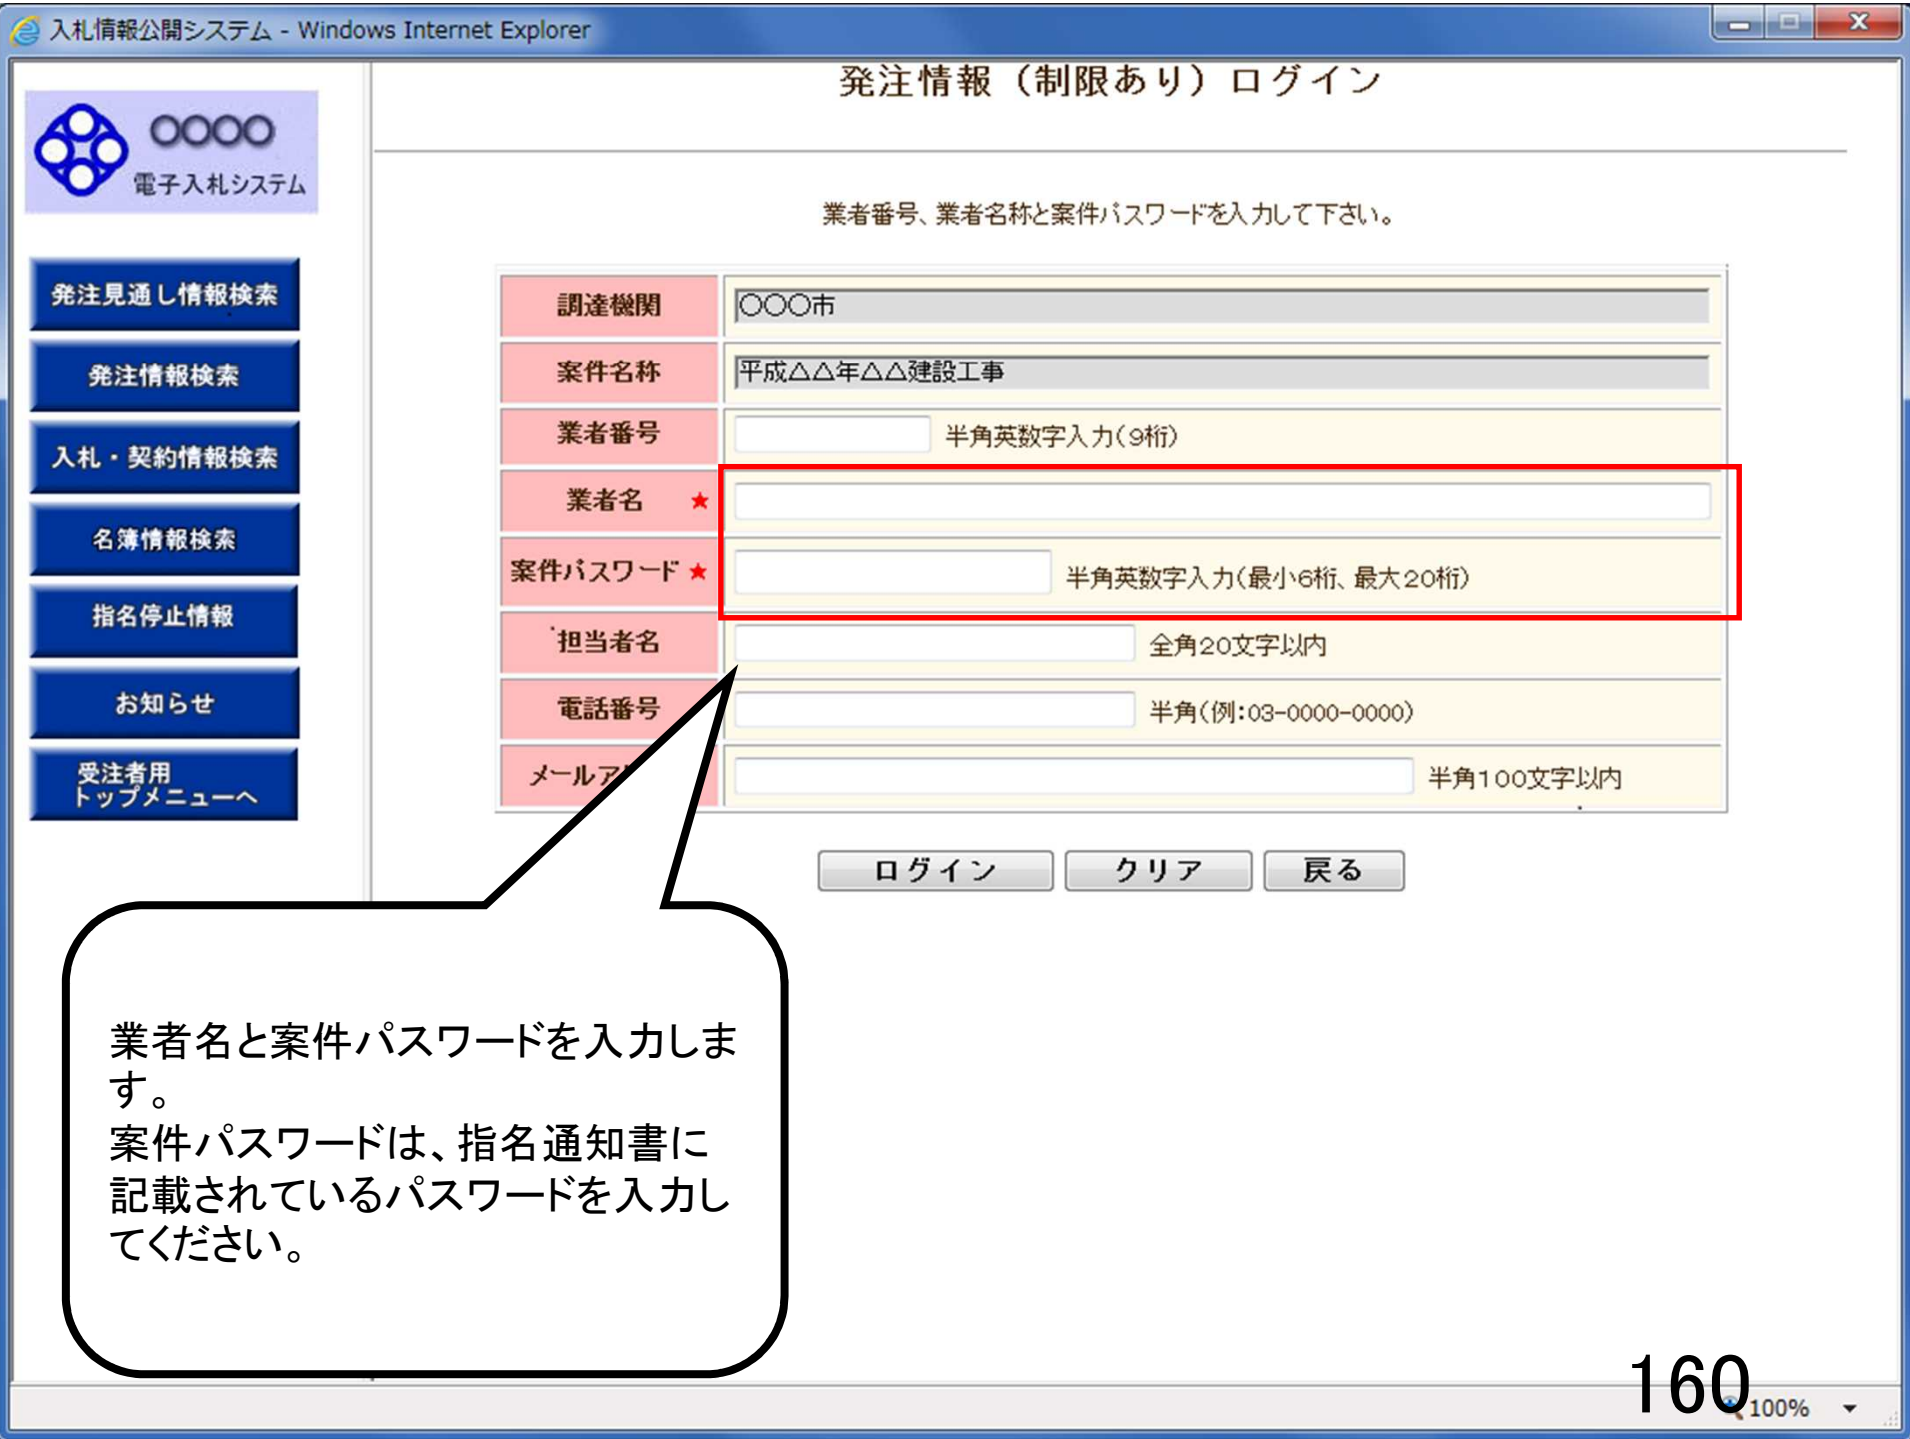 入札情報公開システム - Windows Internet Explorer
〇〇〇〇
電子入札システム
発注見通し情報検索
発注情報検索
入札・契約情報検索
名簿情報検索
指名停止情報
お知らせ
受注者用
トップメニューへ
発注情報（制限あり）ログイン
業者番号、業者名称と案件パスワードを入力して下さい。
調達機関 〇〇〇市
案件名称 平成△△年△△建設工事
業者番号 半角英数字入力(9桁)
業者名 ★
案件パスワード ★ 半角英数字入力(最小6桁、最大20桁)
担当者名 全角20文字以内
電話番号 半角(例:03-0000-0000)
メールア 半角100文字以内
ログイン クリア 戻る
業者名と案件パスワードを入力しま
す。
案件パスワードは、指名通知書に
記載されているパスワードを入力し
てください。
160
100%